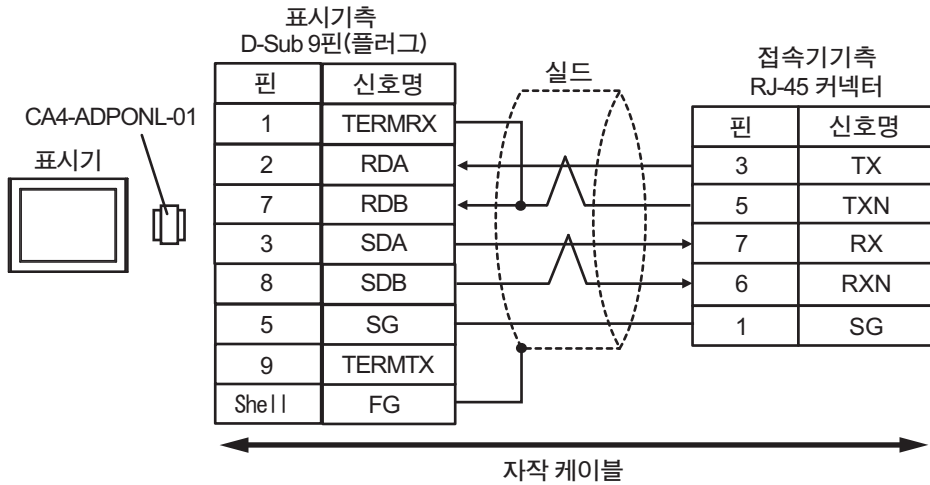 표시기측
D-Sub 9핀(플러그)
접속기기측
RJ-45 커넥터
실드
CA4-ADPONL-01
표시기
핀 신호명
1 TERMRX
2 RDA
7 RDB
3 SDA
8 SDB
5 SG
9 TERMTX
Shell FG
핀 신호명
3 TX
5 TXN
7 RX
6 RXN
1 SG
자작 케이블